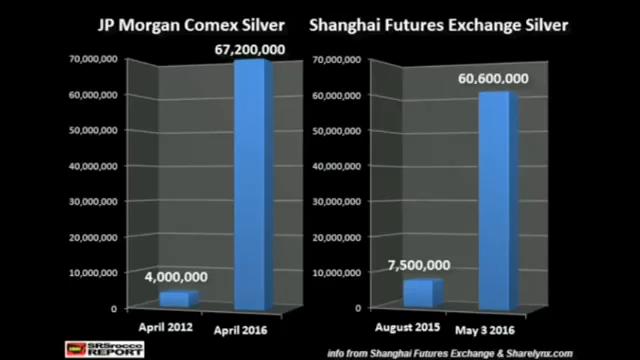 JP Morgan Comex Silver
67,200,000
70,000,000
60,000,000
50,000,000
40,000,000
30,000,000
20,000,000
10,000,000
0
4,000,000
April 2012
April 2016
Shanghai Futures Exchange Silver
60,600,000
70,000,000
60,000,000
50,000,000
40,000,000
30,000,000
20,000,000
10,000,000
0
7,500,000
August 2015
May 3 2016
SRSrocco
REPORT
info from Shanghai Futures Exchange & Sharelynx.com